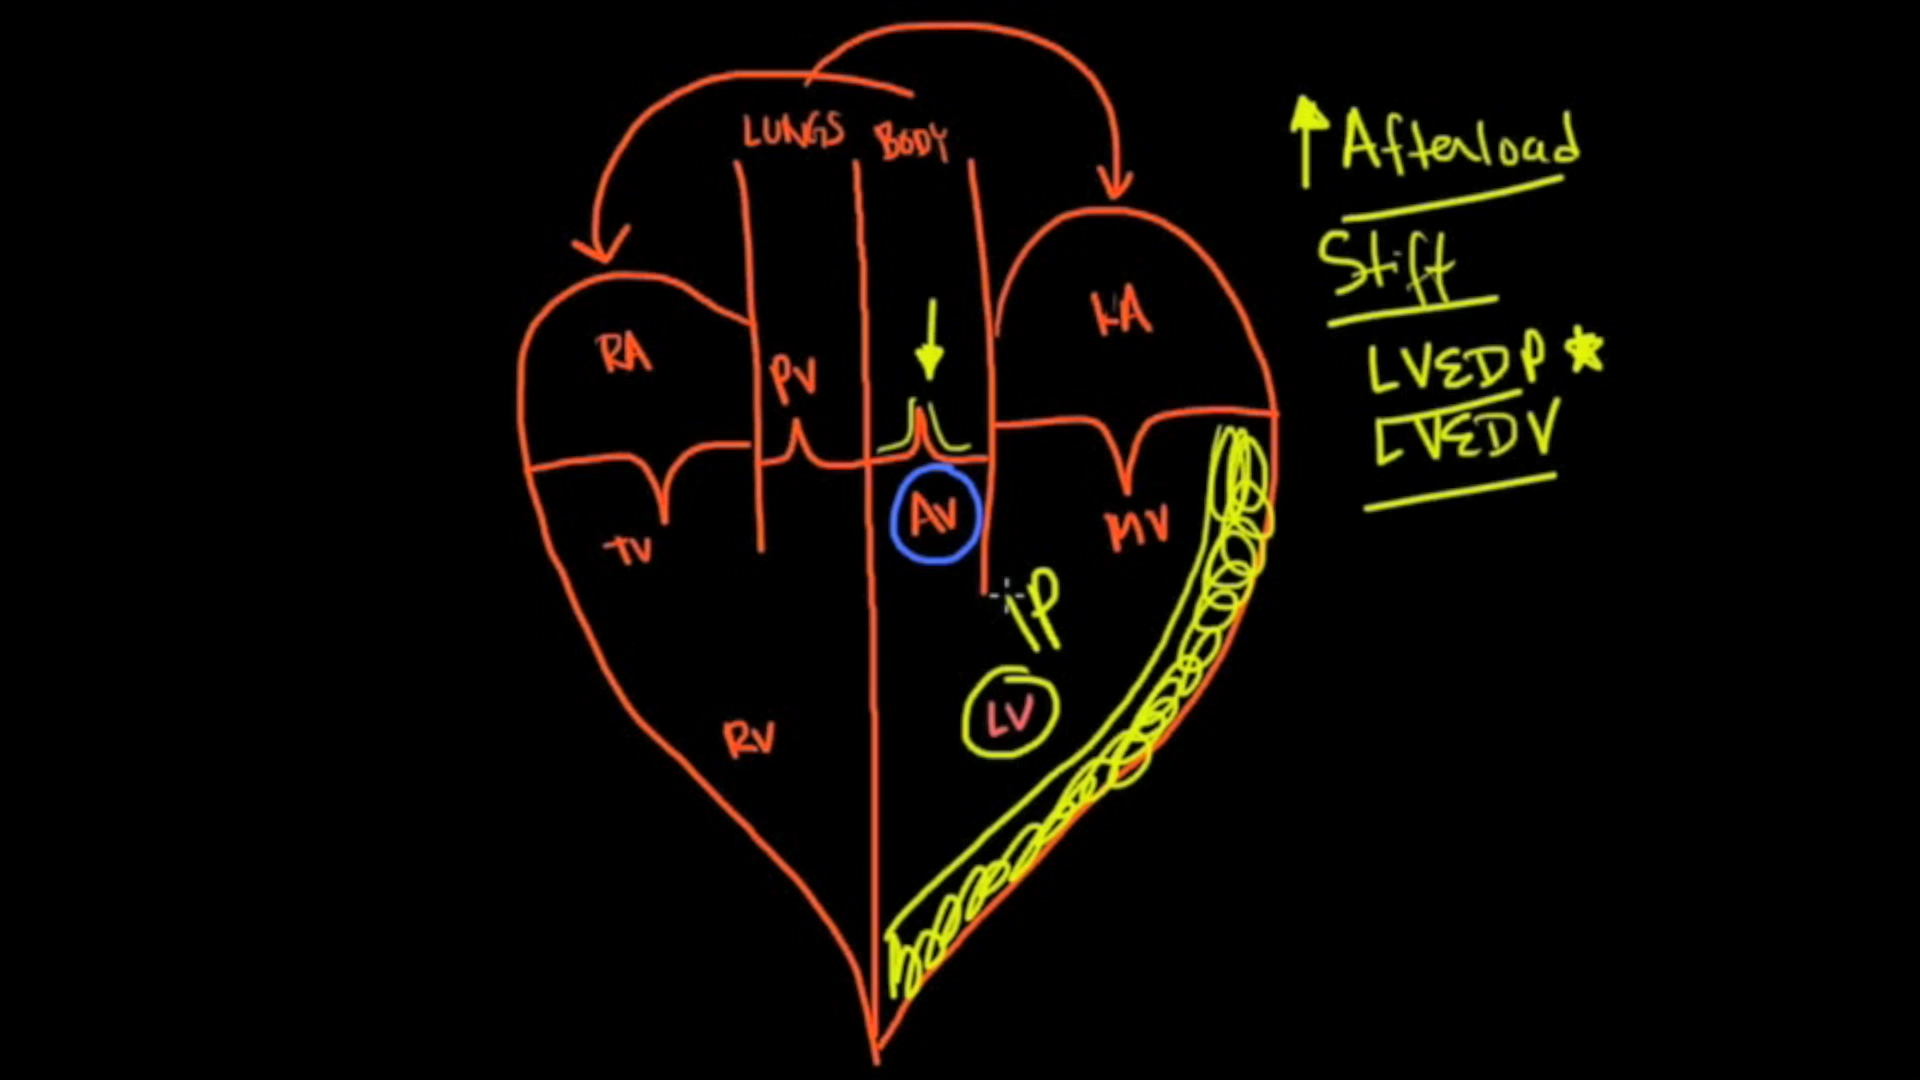 LUNGS BODY
↑ Afterload
Stiff
LVEDP*
LVEDV
RA
PV
LA
AV
TV
MV
P
LV
RV